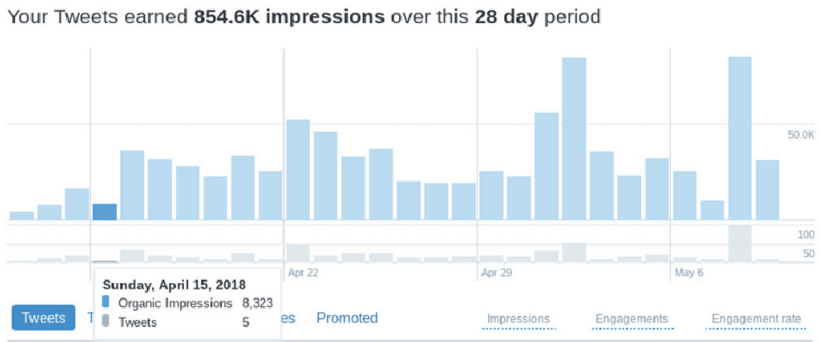 Your Tweets earned 854.6K impressions over this 28 day period
50.0K
100
50
Apr 22
Apr 29
May 6
Sunday, April 15, 2018
Organic Impressions 8,323
Tweets 5
Tweets
Promoted
Impressions
Engagements
Engagement rate